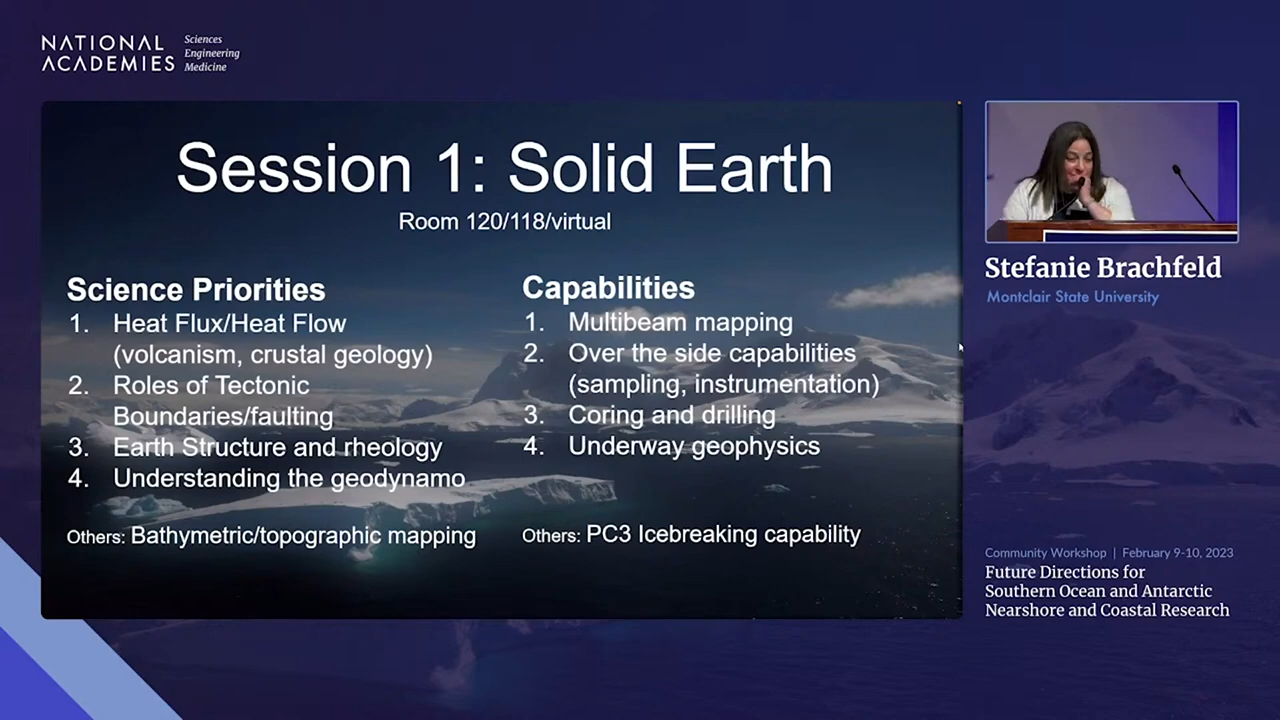 NATIONAL
ACADEMIES
Sciences
Engineering
Medicine
Session 1: Solid Earth
Room 120/118/virtual
Science Priorities
1. Heat Flux/Heat Flow
(volcanism, crustal geology)
2. Roles of Tectonic
Boundaries/faulting
3. Earth Structure and rheology
4. Understanding the geodynamo
Others: Bathymetric/topographic mapping
Capabilities
1. Multibeam mapping
2. Over the side capabilities
(sampling, instrumentation)
3. Coring and drilling
4. Underway geophysics
Others: PC3 Icebreaking capability
Stefanie Brachfeld
Montclair State University
Community Workshop | February 9-10, 2023
Future Directions for
Southern Ocean and Antarctic
Nearshore and Coastal Research